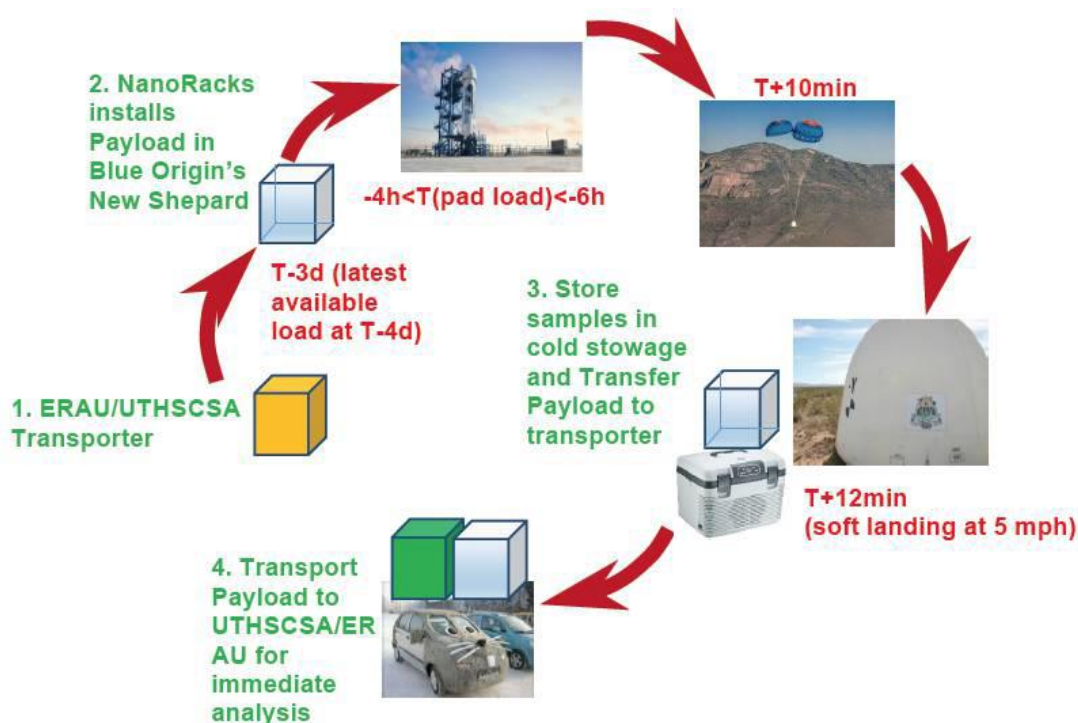 2. NanoRacks
installs
Payload in
Blue Origin's
New Shepard
-4h<T(pad load)<-6h
T+10min
T-3d (latest
available
load at T-4d)
1. ERAU/UTHSCSA
Transporter
3. Store
samples in
cold stowage
and Transfer
Payload to
transporter
T+12min
(soft landing at 5 mph)
4. Transport
Payload to
UTHSCSA/ER
AU for
immediate
analysis